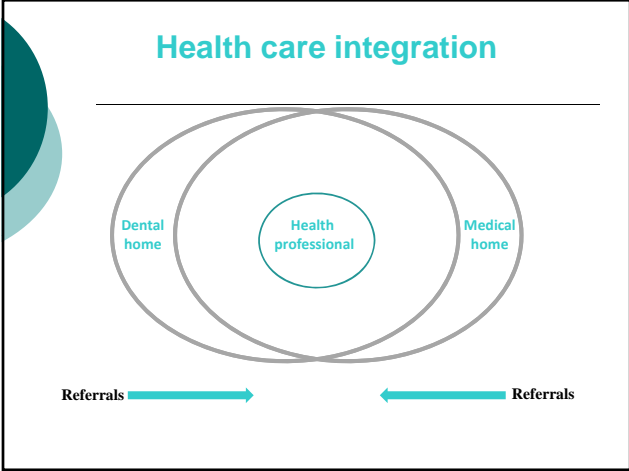 Health care integration
Dental
home
Health
professional
Medical
home
Referrals
Referrals